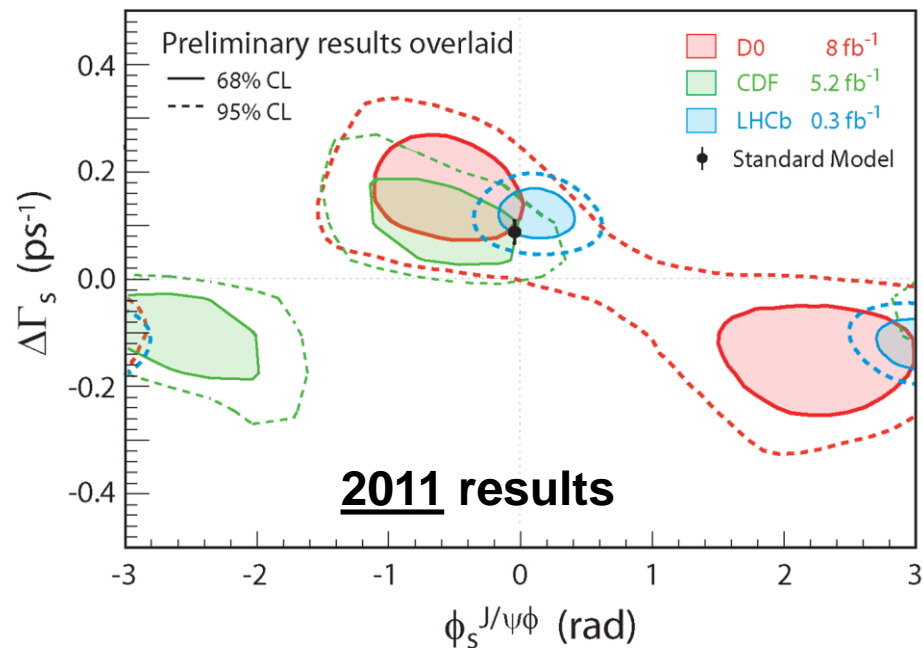 Preliminary results overlaid
68% CL
95% CL
D0 8 fb⁻¹
CDF 5.2 fb⁻¹
LHCb 0.3 fb⁻¹
Standard Model
ΔΓs (ps⁻¹)
0.4
0.2
0.0
-0.2
-0.4
2011 results
-3 -2 -1 0 1 2 3
ϕs J/ψϕ (rad)